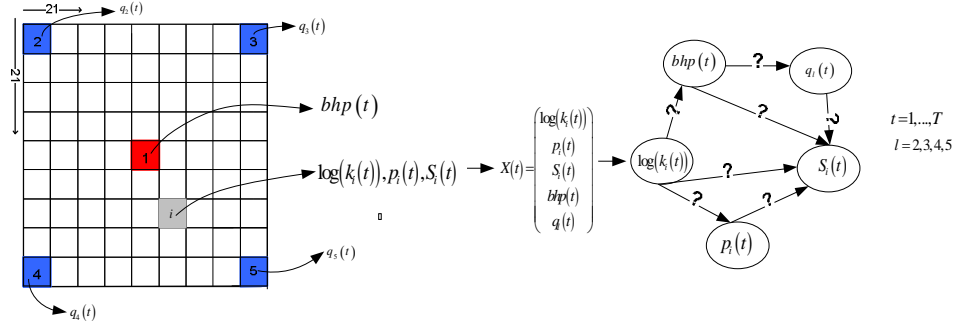 21
q₂(t)
q₃(t)
2
3
21
bhp(t)
1
log(kᵢ(t)), pᵢ(t), Sᵢ(t)
i
4
5
q₅(t)
q₄(t)
X(t)=
log(kᵢ(t))
pᵢ(t)
Sᵢ(t)
bhp(t)
qₗ(t)
bhp(t)
?
qₗ(t)
?
?
?
log(kᵢ(t))
?
Sᵢ(t)
?
?
pᵢ(t)
t=1,...,T
l=2,3,4,5